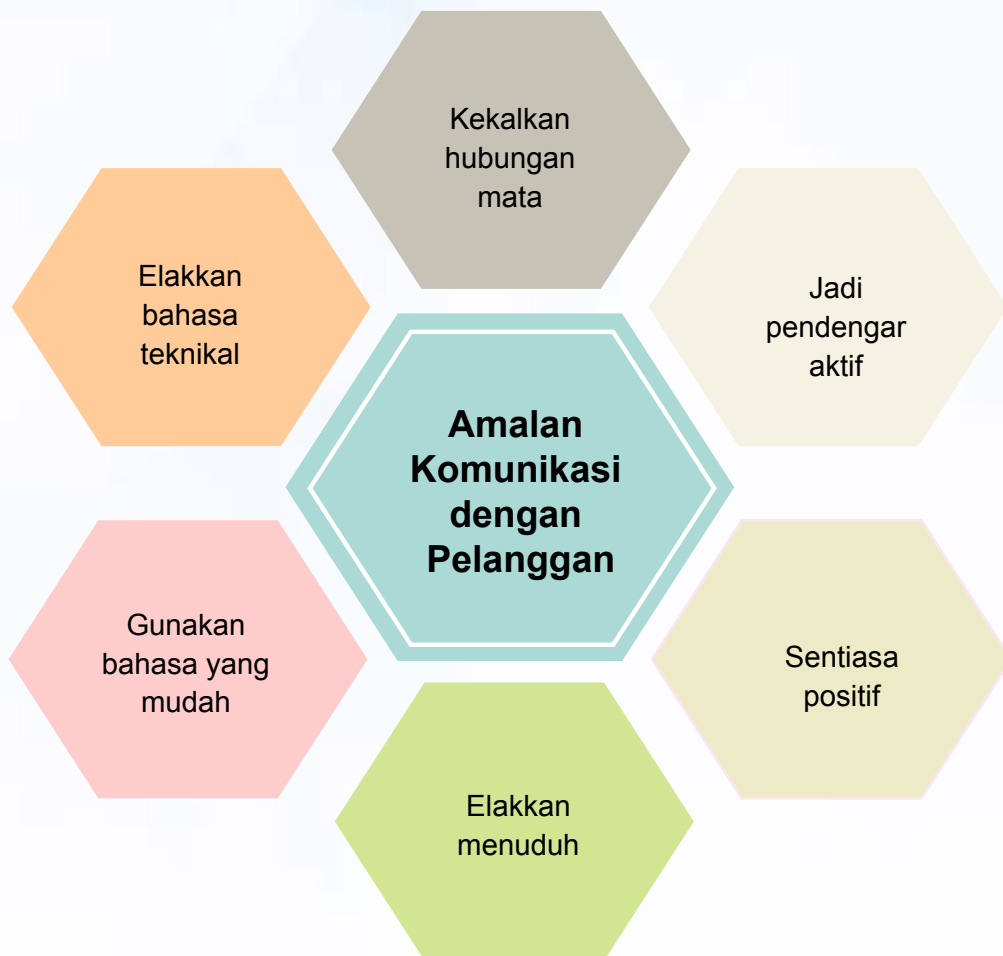 Kekalkan
hubungan
mata
Elakkan
bahasa
teknikal
Jadi
pendengar
aktif
Amalan
Komunikasi
dengan
Pelanggan
Gunakan
bahasa yang
mudah
Sentiasa
positif
Elakkan
menuduh